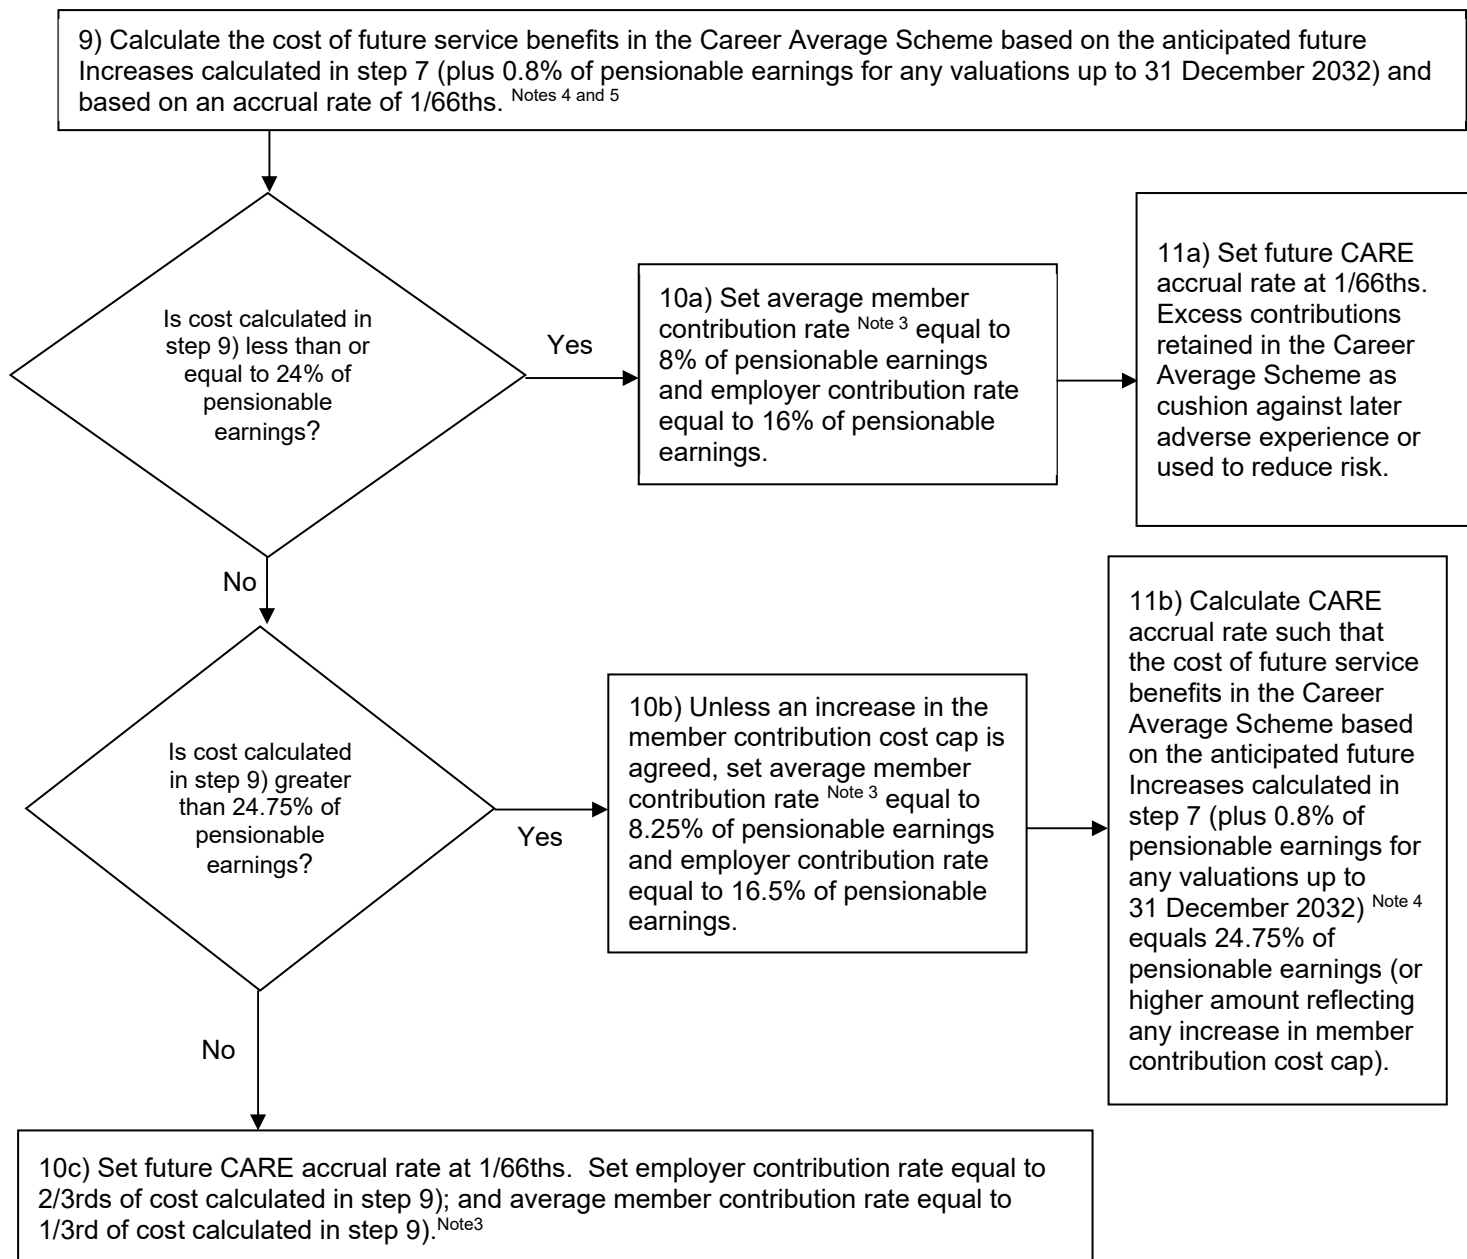 9) Calculate the cost of future service benefits in the Career Average Scheme based on the anticipated future
Increases calculated in step 7 (plus 0.8% of pensionable earnings for any valuations up to 31 December 2032) and
based on an accrual rate of 1/66ths. Notes 4 and 5
Is cost calculated in
step 9) less than or
equal to 24% of
pensionable
earnings?
Yes
10a) Set average member
contribution rate Note 3 equal to
8% of pensionable earnings
and employer contribution rate
equal to 16% of pensionable
earnings.
11a) Set future CARE
accrual rate at 1/66ths.
Excess contributions
retained in the Career
Average Scheme as
cushion against later
adverse experience or
used to reduce risk.
No
Is cost calculated
in step 9) greater
than 24.75% of
pensionable
earnings?
Yes
10b) Unless an increase in the
member contribution cost cap is
agreed, set average member
contribution rate Note 3 equal to
8.25% of pensionable earnings
and employer contribution rate
equal to 16.5% of pensionable
earnings.
11b) Calculate CARE
accrual rate such that
the cost of future service
benefits in the Career
Average Scheme based
on the anticipated future
Increases calculated in
step 7 (plus 0.8% of
pensionable earnings for
any valuations up to
31 December 2032) Note 4
equals 24.75% of
pensionable earnings (or
higher amount reflecting
any increase in member
contribution cost cap).
No
10c) Set future CARE accrual rate at 1/66ths.  Set employer contribution rate equal to
2/3rds of cost calculated in step 9); and average member contribution rate equal to
1/3rd of cost calculated in step 9).Note3